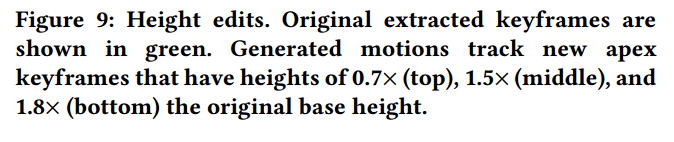 Figure 9: Height edits. Original extracted keyframes are
shown in green. Generated motions track new apex
keyframes that have heights of 0.7× (top), 1.5× (middle), and
1.8× (bottom) the original base height.